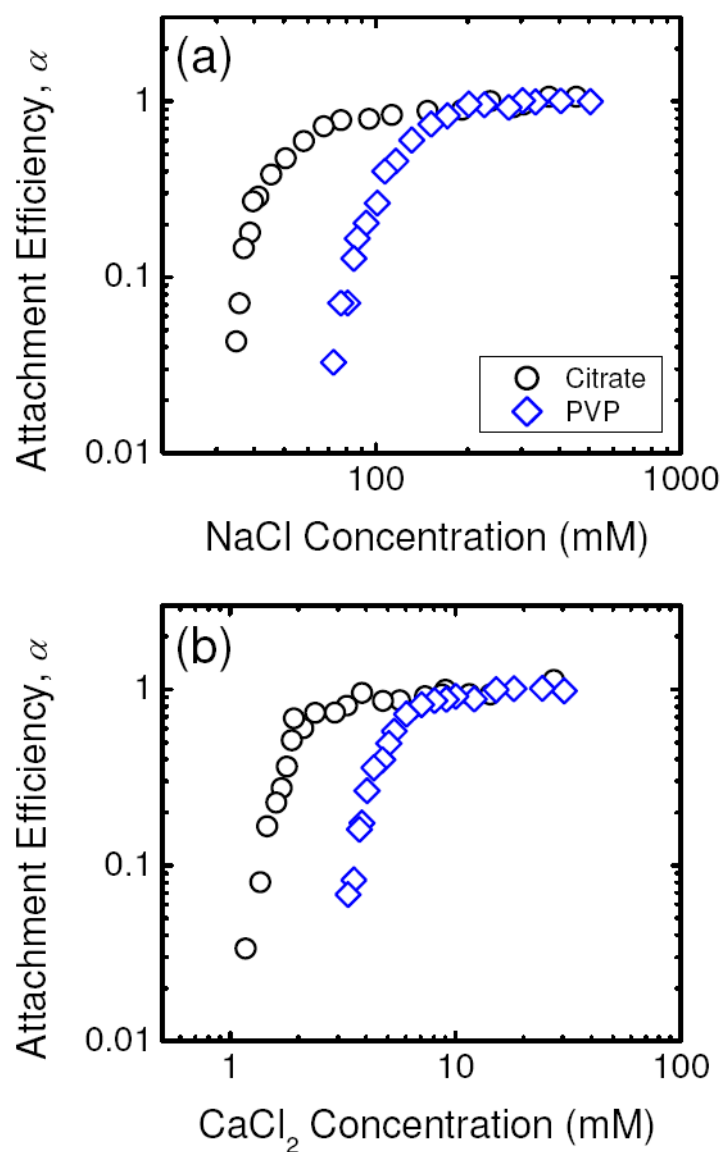 (a)
Attachment Efficiency, α
1
0.1
0.01
Citrate
PVP
100
1000
NaCl Concentration (mM)
(b)
Attachment Efficiency, α
1
0.1
0.01
1
10
100
CaCl₂ Concentration (mM)